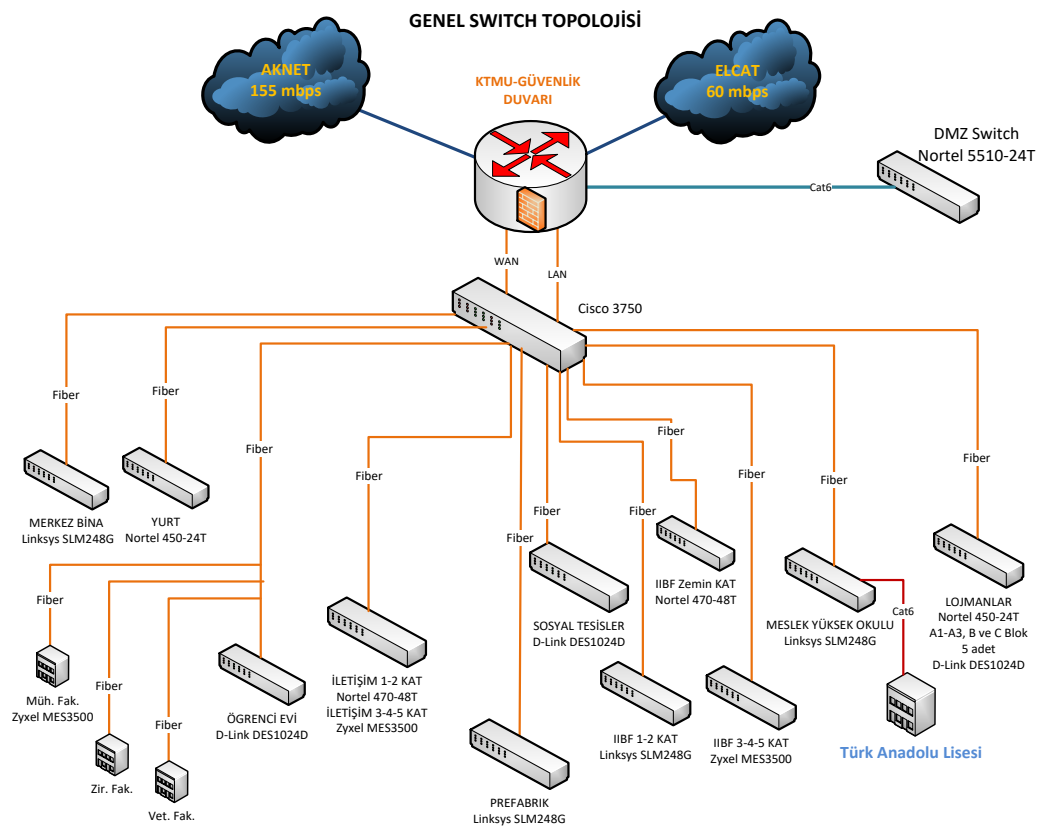 GENEL SWITCH TOPOLOJİSİ
AKNET
155 mbps
KTMU-GÜVENLİK
DUVARI
ELCAT
60 mbps
DMZ Switch
Nortel 5510-24T
Cat6
WAN
LAN
Cisco 3750
Fiber
Fiber
Fiber
Fiber
Fiber
Fiber
Fiber
Fiber
Fiber
Fiber
Fiber
MERKEZ BİNA
Linksys SLM248G
YURT
Nortel 450-24T
Fiber
Fiber
Fiber
Müh. Fak.
Zyxel MES3500
Zir. Fak.
Vet. Fak.
ÖGRENCİ EVİ
D-Link DES1024D
İLETİŞİM 1-2 KAT
Nortel 470-48T
İLETİŞİM 3-4-5 KAT
Zyxel MES3500
PREFABRIK
Linksys SLM248G
SOSYAL TESİSLER
D-Link DES1024D
IIBF 1-2 KAT
Linksys SLM248G
IIBF Zemin KAT
Nortel 470-48T
IIBF 3-4-5 KAT
Zyxel MES3500
MESLEK YÜKSEK OKULU
Linksys SLM248G
Cat6
Türk Anadolu Lisesi
LOJMANLAR
Nortel 450-24T
A1-A3, B ve C Blok
5 adet
D-Link DES1024D